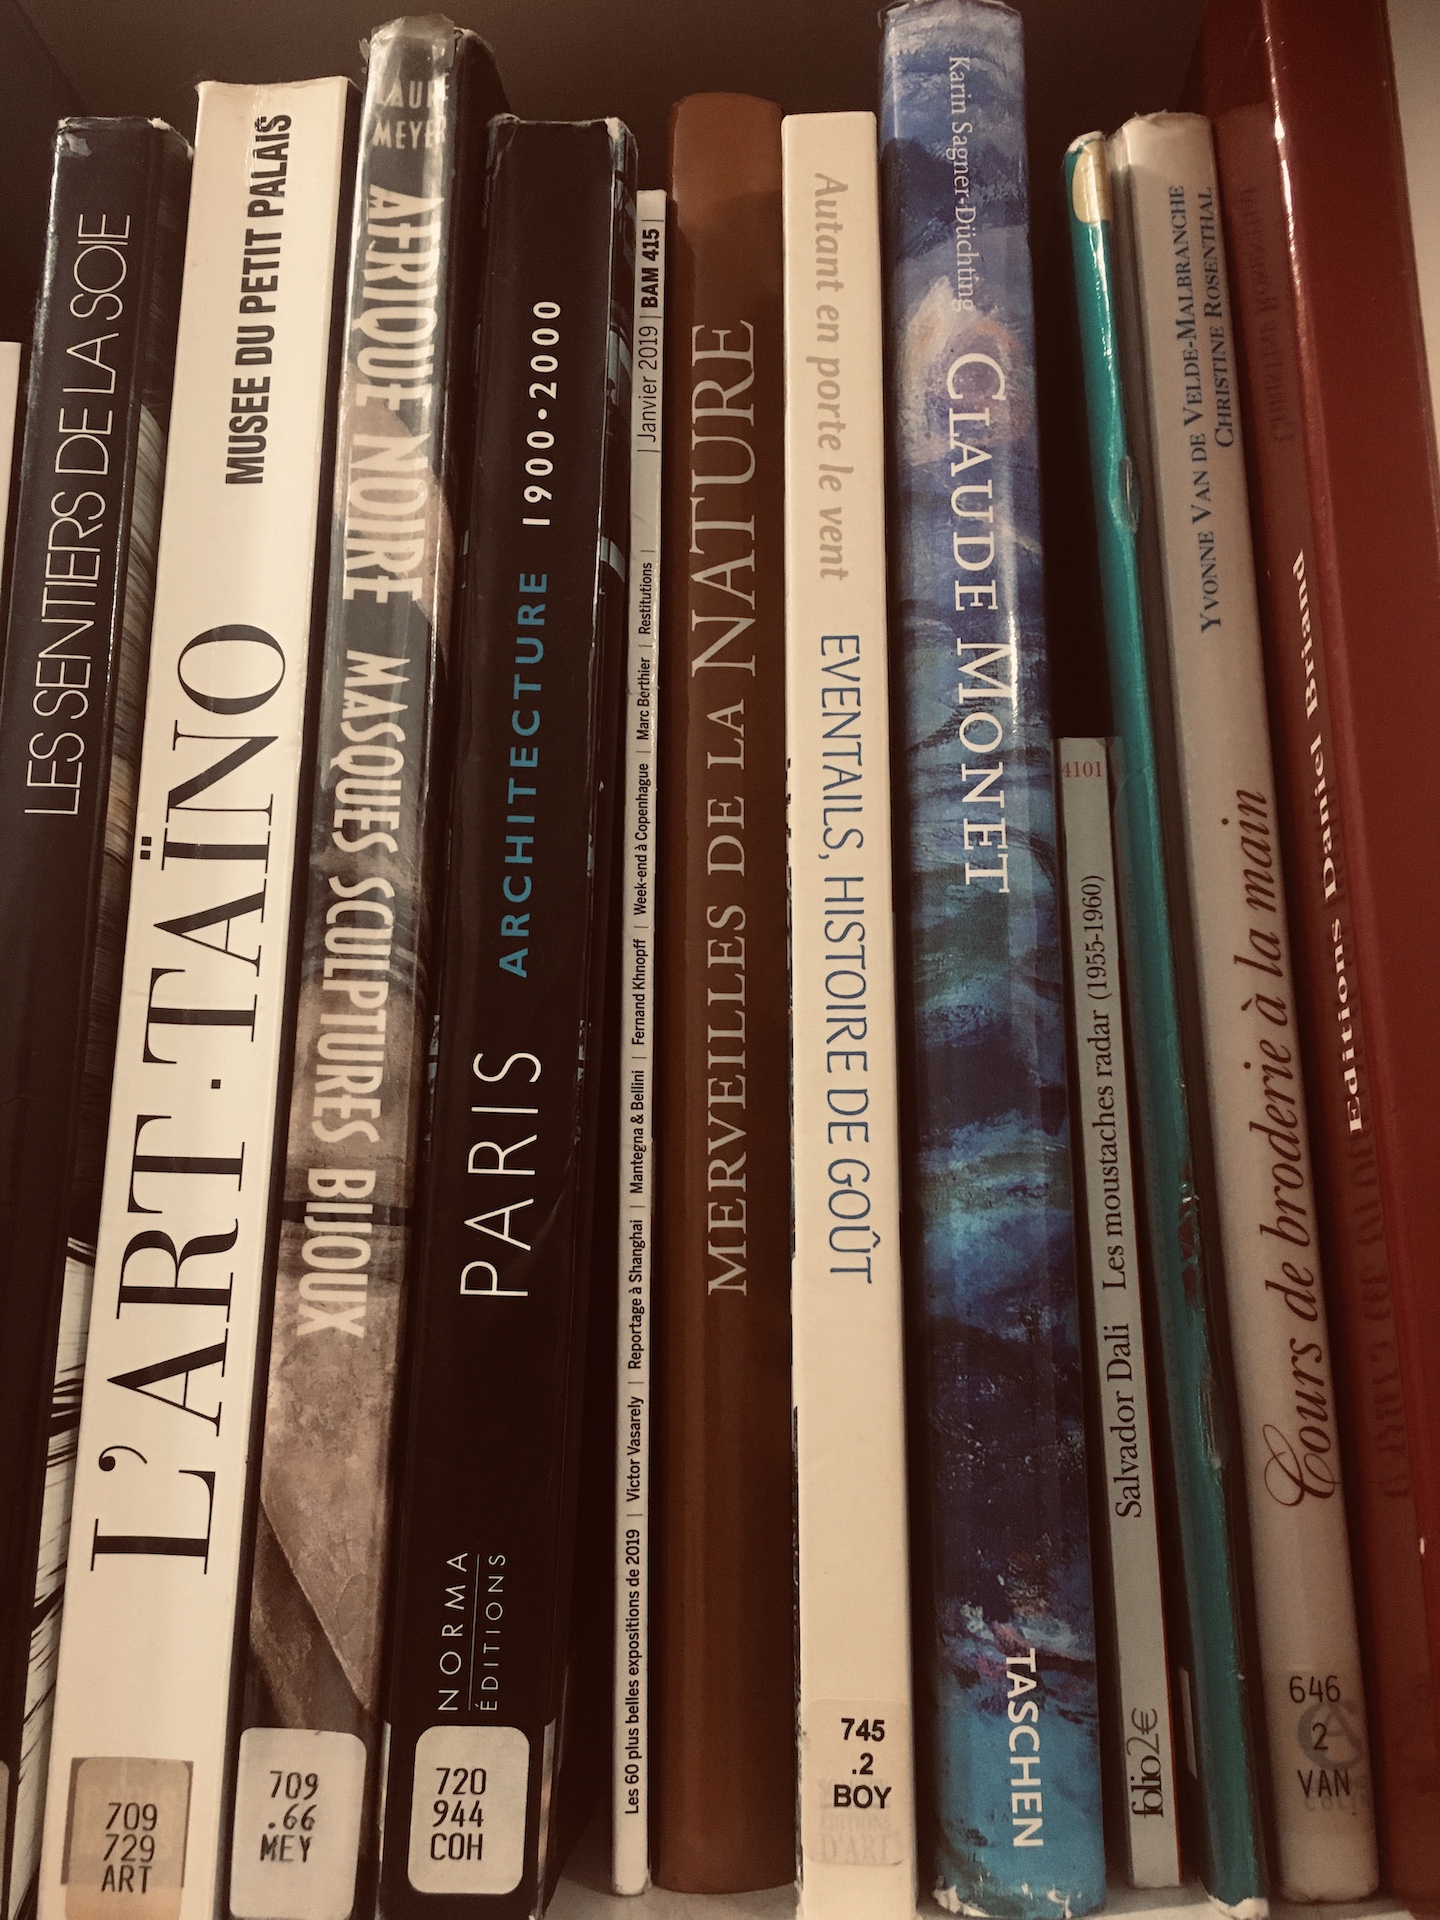 LES SENTIERS DE LA SOIE
MUSEE DU PETIT PALAIS
L'ART.TAÏNO
709
729
ART
LAURE
MEYER
AFRIQUE NOIRE MASQUES SCULPTURES BIJOUX
709
.66
MEY
PARIS ARCHITECTURE 1900•2000
NORMA
ÉDITIONS
720
944
COH
Les 60 plus belles expositions de 2019 | Victor Vasarely | Reportage à Shanghai | Mantegna & Bellini | Fernand Khnopff | Week-end à Copenhague | Marc Berthier | Restitutions | | Janvier 2019 | BAM 415 |
MERVEILLES DE LA NATURE
Autant en porte le vent EVENTAILS, HISTOIRE DE GOÛT
745
.2
BOY
EDITIONS
D'ART
Karin Sagner-Düchting CLAUDE MONET
TASCHEN
4101
Salvador Dali Les moustaches radar (1955-1960)
folio2€
YVONNE VAN DE VELDE-MALBRANCHE
CHRISTINE ROSENTHAL
Cours de broderie à la main
646
2
VAN
Editions Daniel Briand